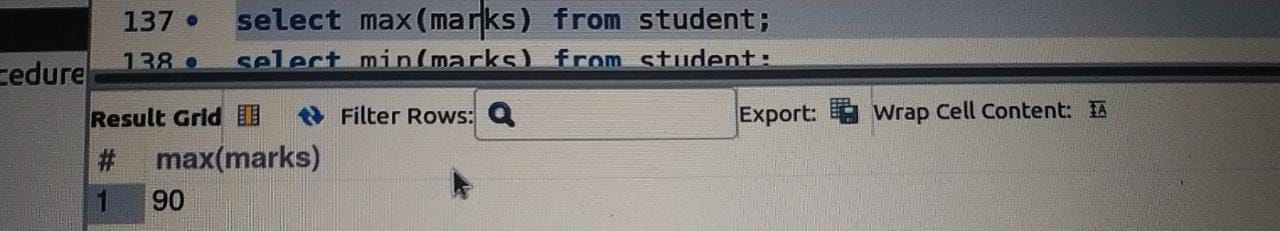 137 • select max(marks) from student;
138 • select min(marks) from student;
cedure
Result Grid Filter Rows: Export: Wrap Cell Content: IA
# max(marks)
1 90